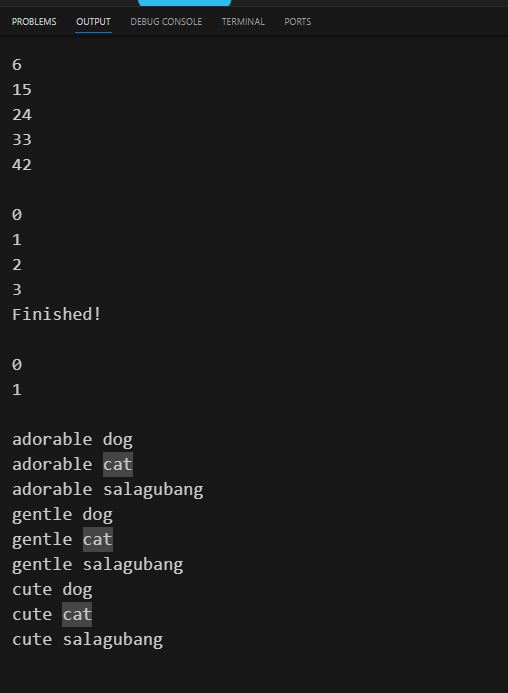 PROBLEMS OUTPUT DEBUG CONSOLE TERMINAL PORTS
6
15
24
33
42
0
1
2
3
Finished!
0
1
adorable dog
adorable cat
adorable salagubang
gentle dog
gentle cat
gentle salagubang
cute dog
cute cat
cute salagubang